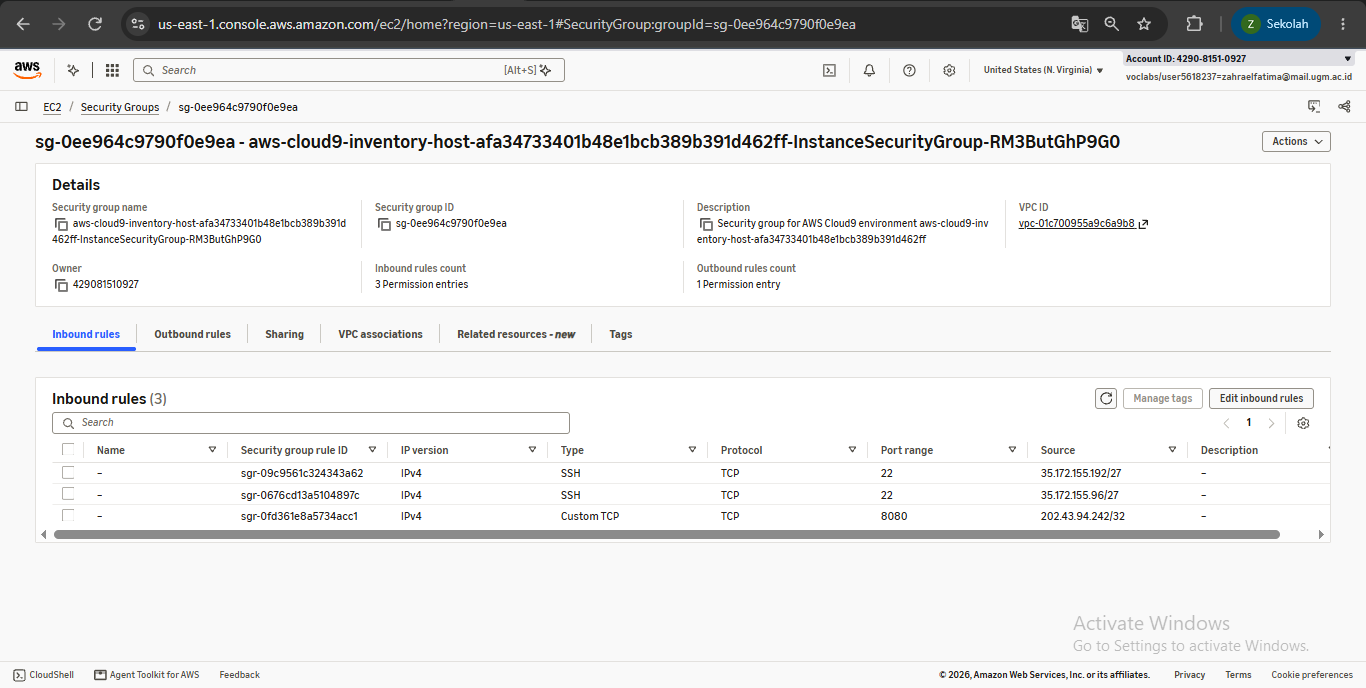 us-east-1.console.aws.amazon.com/ec2/home?region=us-east-1#SecurityGroup:groupId=sg-0ee964c9790f0e9ea
Z Sekolah
aws
Search [Alt+S]
United States (N. Virginia)
Account ID: 4290-8151-0927
voclabs/user5618237=zahraelfatima@mail.ugm.ac.id
EC2 / Security Groups / sg-0ee964c9790f0e9ea
sg-0ee964c9790f0e9ea - aws-cloud9-inventory-host-afa34733401b48e1bcb389b391d462ff-InstanceSecurityGroup-RM3ButGhP9G0
Actions
Details
Security group name
aws-cloud9-inventory-host-afa34733401b48e1bcb389b391d
462ff-InstanceSecurityGroup-RM3ButGhP9G0
Security group ID
sg-0ee964c9790f0e9ea
Description
Security group for AWS Cloud9 environment aws-cloud9-inv
entory-host-afa34733401b48e1bcb389b391d462ff
VPC ID
vpc-01c700955a9c6a9b8
Owner
429081510927
Inbound rules count
3 Permission entries
Outbound rules count
1 Permission entry
Inbound rules Outbound rules Sharing VPC associations Related resources - new Tags
Inbound rules (3)
Manage tags
Edit inbound rules
Search
1
Name Security group rule ID IP version Type Protocol Port range Source Description
– sgr-09c9561c324343a62 IPv4 SSH TCP 22 35.172.155.192/27 –
– sgr-0676cd13a5104897c IPv4 SSH TCP 22 35.172.155.96/27 –
– sgr-0fd361e8a5734acc1 IPv4 Custom TCP TCP 8080 202.43.94.242/32 –
Activate Windows
Go to Settings to activate Windows.
CloudShell Agent Toolkit for AWS Feedback
© 2026, Amazon Web Services, Inc. or its affiliates. Privacy Terms Cookie preferences